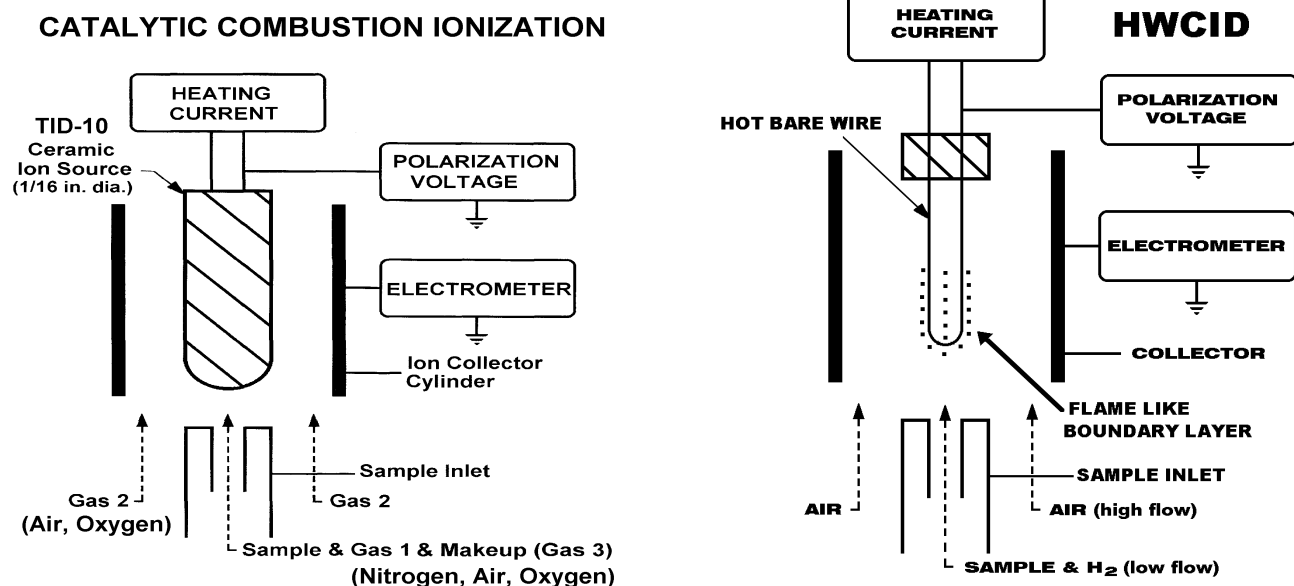 CATALYTIC COMBUSTION IONIZATION
HEATING
CURRENT
TID-10
Ceramic
Ion Source
(1/16 in. dia.)
POLARIZATION
VOLTAGE
ELECTROMETER
Ion Collector
Cylinder
Sample Inlet
Gas 2
(Air, Oxygen)
Gas 2
Sample & Gas 1 & Makeup (Gas 3)
(Nitrogen, Air, Oxygen)
HWCID
HEATING
CURRENT
POLARIZATION
VOLTAGE
HOT BARE WIRE
ELECTROMETER
COLLECTOR
FLAME LIKE
BOUNDARY LAYER
SAMPLE INLET
AIR
AIR (high flow)
SAMPLE & H₂ (low flow)